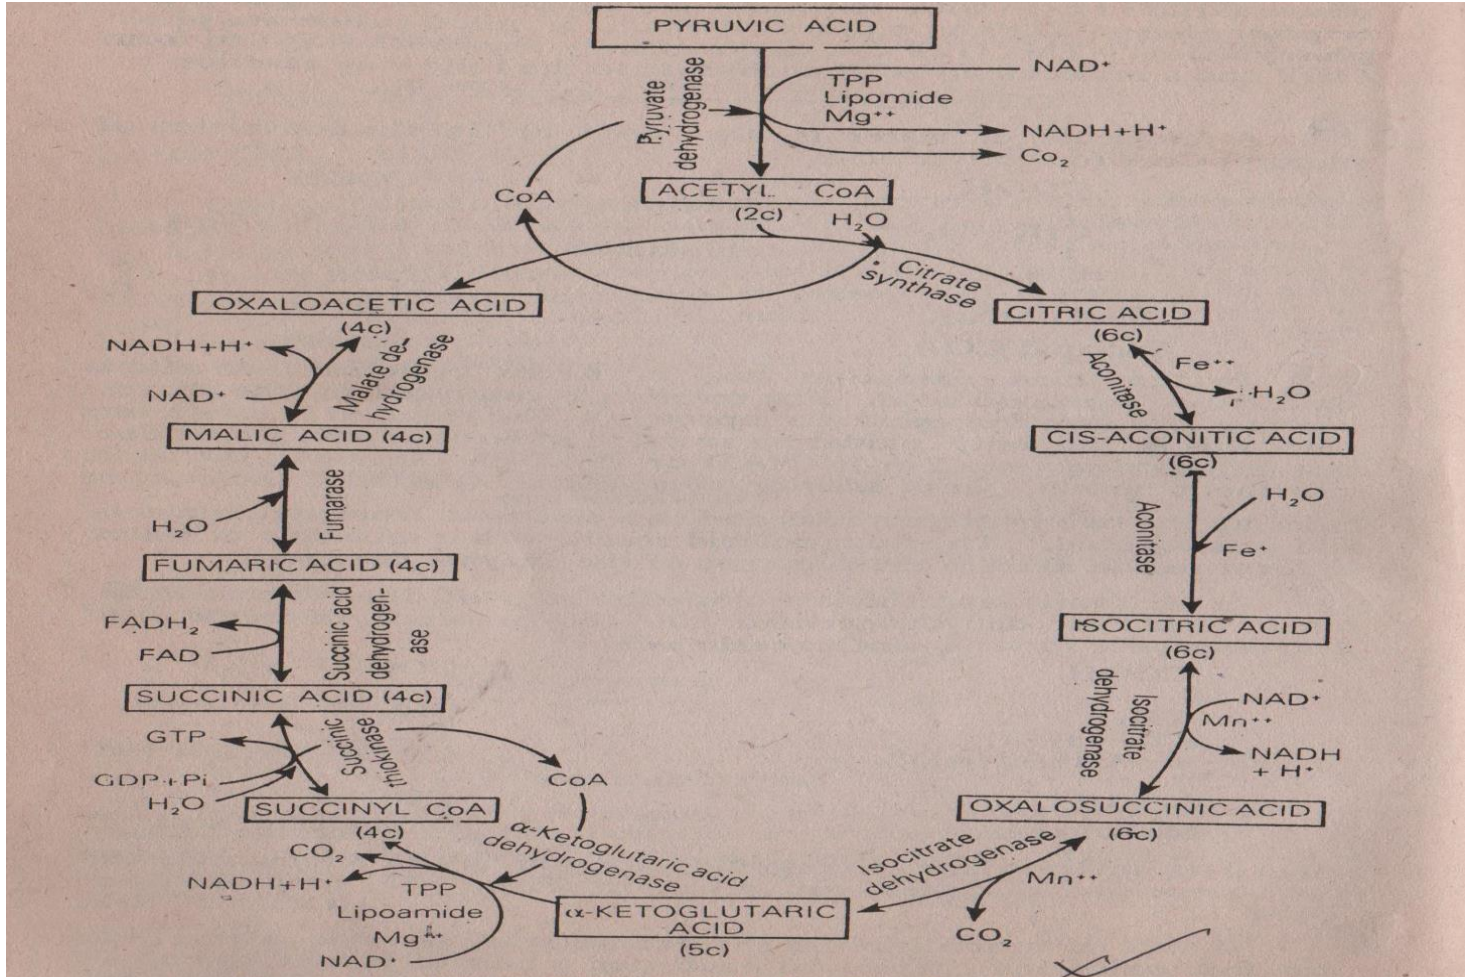 PYRUVIC ACID
NAD⁺
TPP
Lipomide
Mg⁺⁺
Pyruvate
dehydrogenase
NADH+H⁺
Co₂
CoA
ACETYL CoA
(2c)
H₂O
Citrate
synthase
OXALOACETIC ACID
(4c)
CITRIC ACID
(6c)
NADH+H⁺
NAD⁺
Malate de-
hydrogenase
Aconitase
Fe⁺⁺
H₂O
MALIC ACID (4c)
CIS-ACONITIC ACID
(6c)
H₂O
Fumarase
Aconitase
H₂O
Fe⁺
FUMARIC ACID (4c)
FADH₂
FAD
Succinic acid
dehydrogen-
ase
ISOCITRIC ACID
(6c)
SUCCINIC ACID (4c)
Isocitrate
dehydrogenase
NAD⁺
Mn⁺⁺
NADH
+ H⁺
GTP
GDP+Pi
H₂O
Succinic
thiokinase
CoA
SUCCINYL CoA
(4c)
OXALOSUCCINIC ACID
(6c)
α-Ketoglutaric acid
dehydrogenase
Isocitrate
dehydrogenase
Mn⁺⁺
CO₂
NADH+H⁺
TPP
Lipoamide
Mg⁺⁺
NAD⁺
α-KETOGLUTARIC
ACID
(5c)
CO₂